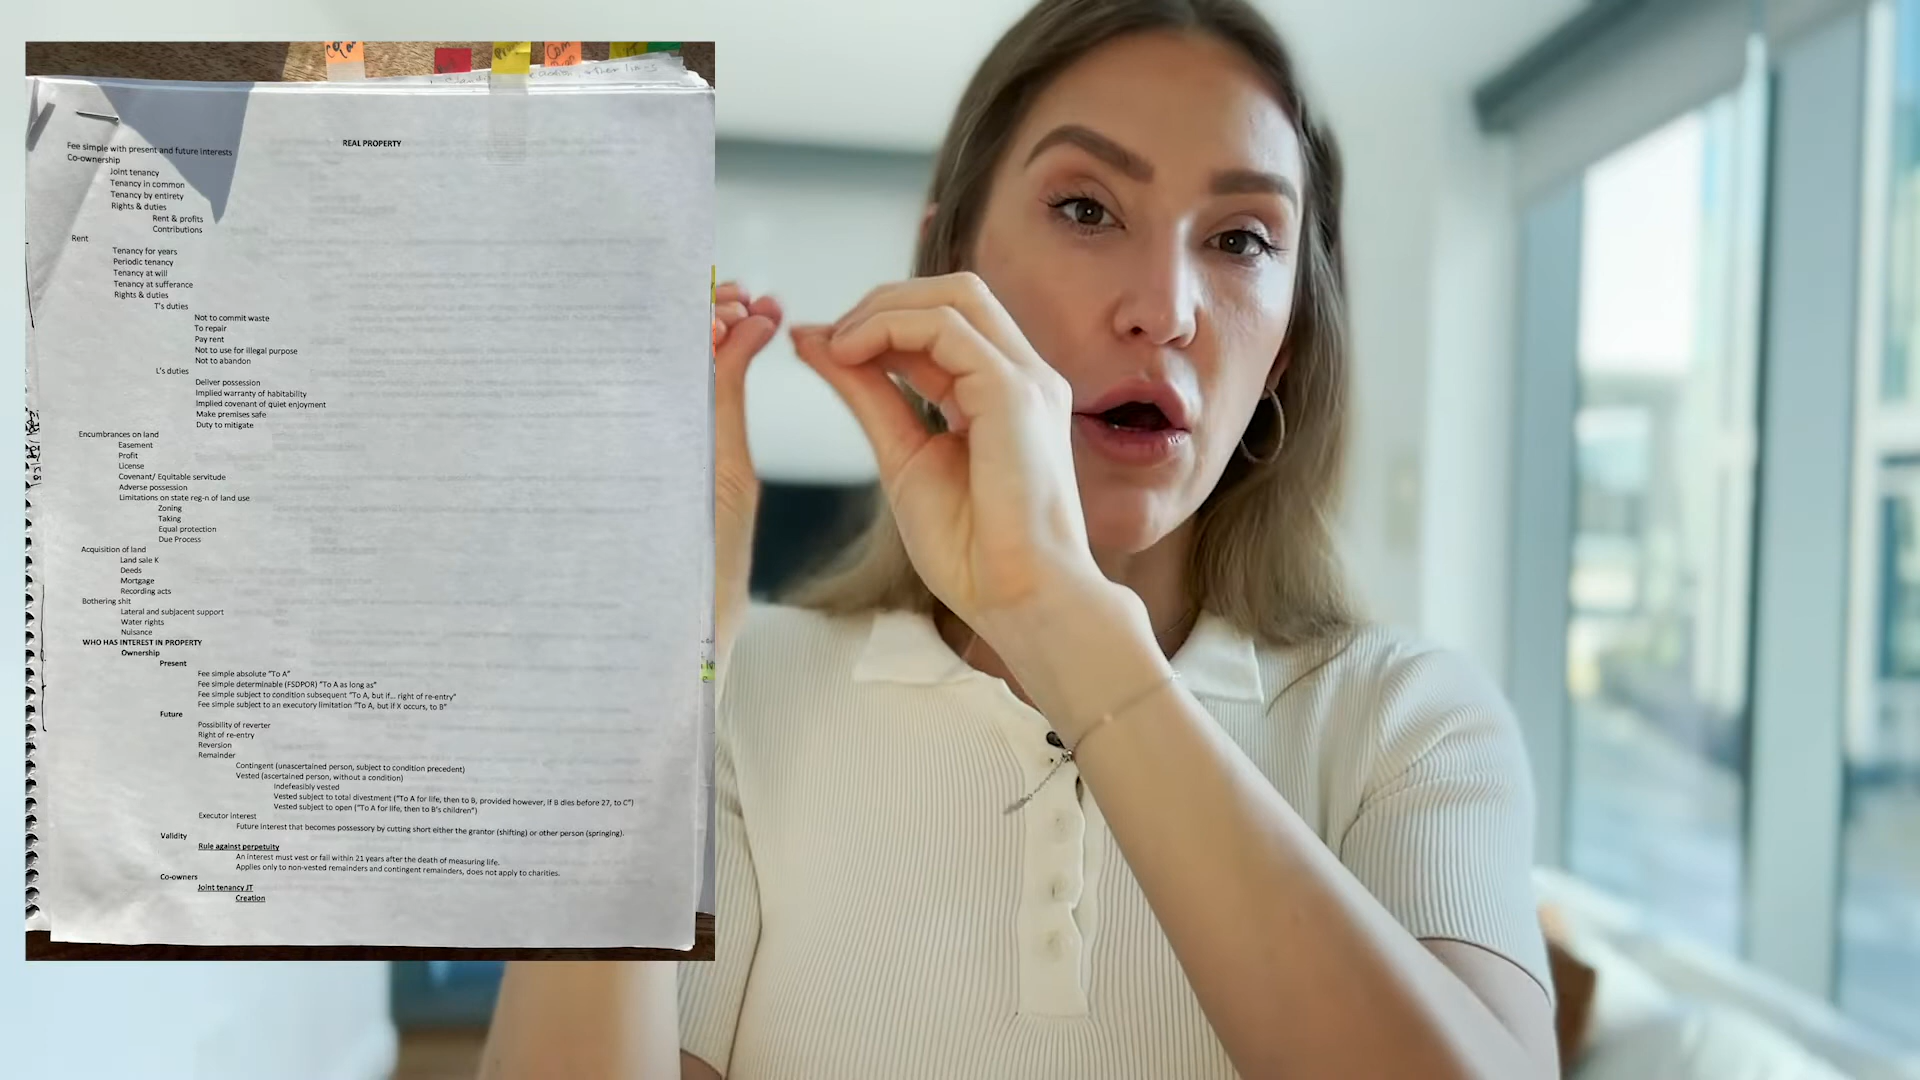 REAL PROPERTY
Fee simple with present and future interests
Co-ownership
Joint tenancy
Tenancy in common
Tenancy by entirety
Rights & duties
Rent & profits
Contributions
Rent
Tenancy for years
Periodic tenancy
Tenancy at will
Tenancy at sufferance
Rights & duties
T's duties
Not to commit waste
To repair
Pay rent
Not to use for illegal purpose
Not to abandon
L's duties
Deliver possession
Implied warranty of habitability
Implied covenant of quiet enjoyment
Make premises safe
Duty to mitigate
Encumbrances on land
Easement
Profit
License
Covenant/ Equitable servitude
Adverse possession
Limitations on state reg-n of land use
Zoning
Taking
Equal protection
Due Process
Acquisition of land
Land sale K
Deeds
Mortgage
Recording acts
Bothering shit
Lateral and subjacent support
Water rights
Nuisance
WHO HAS INTEREST IN PROPERTY
Ownership
Present
Fee simple absolute "To A"
Fee simple determinable (FSDPOR) "To A as long as"
Fee simple subject to condition subsequent "To A, but if... right of re-entry"
Fee simple subject to an executory limitation "To A, but if X occurs, to B"
Future
Possibility of reverter
Right of re-entry
Reversion
Remainder
Contingent (unascertained person, subject to condition precedent)
Vested (ascertained person, without a condition)
Indefeasibly vested
Vested subject to total divestment ("To A for life, then to B, provided however, if B dies before 27, to C")
Vested subject to open ("To A for life, then to B's children")
Executor interest
Future interest that becomes possessory by cutting short either the grantor (shifting) or other person (springing).
Validity
Rule against perpetuity
An interest must vest or fail within 21 years after the death of measuring life.
Applies only to non-vested remainders and contingent remainders, does not apply to charities.
Co-owners
Joint tenancy JT
Creation